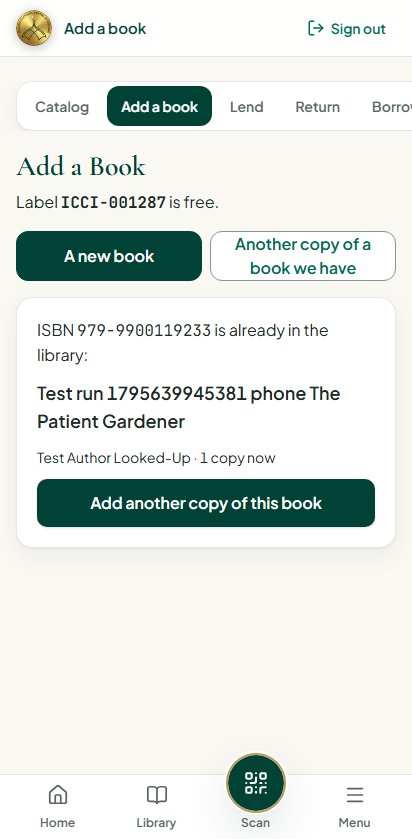 Add a book
Sign out
Catalog
Add a book
Lend
Return
Borro
Add a Book
Label ICCI-001287 is free.
A new book
Another copy of a
book we have
ISBN 979-9900119233 is already in the
library:
Test run 1795639945381 phone The
Patient Gardener
Test Author Looked-Up · 1 copy now
Add another copy of this book
Home
Library
Scan
Menu